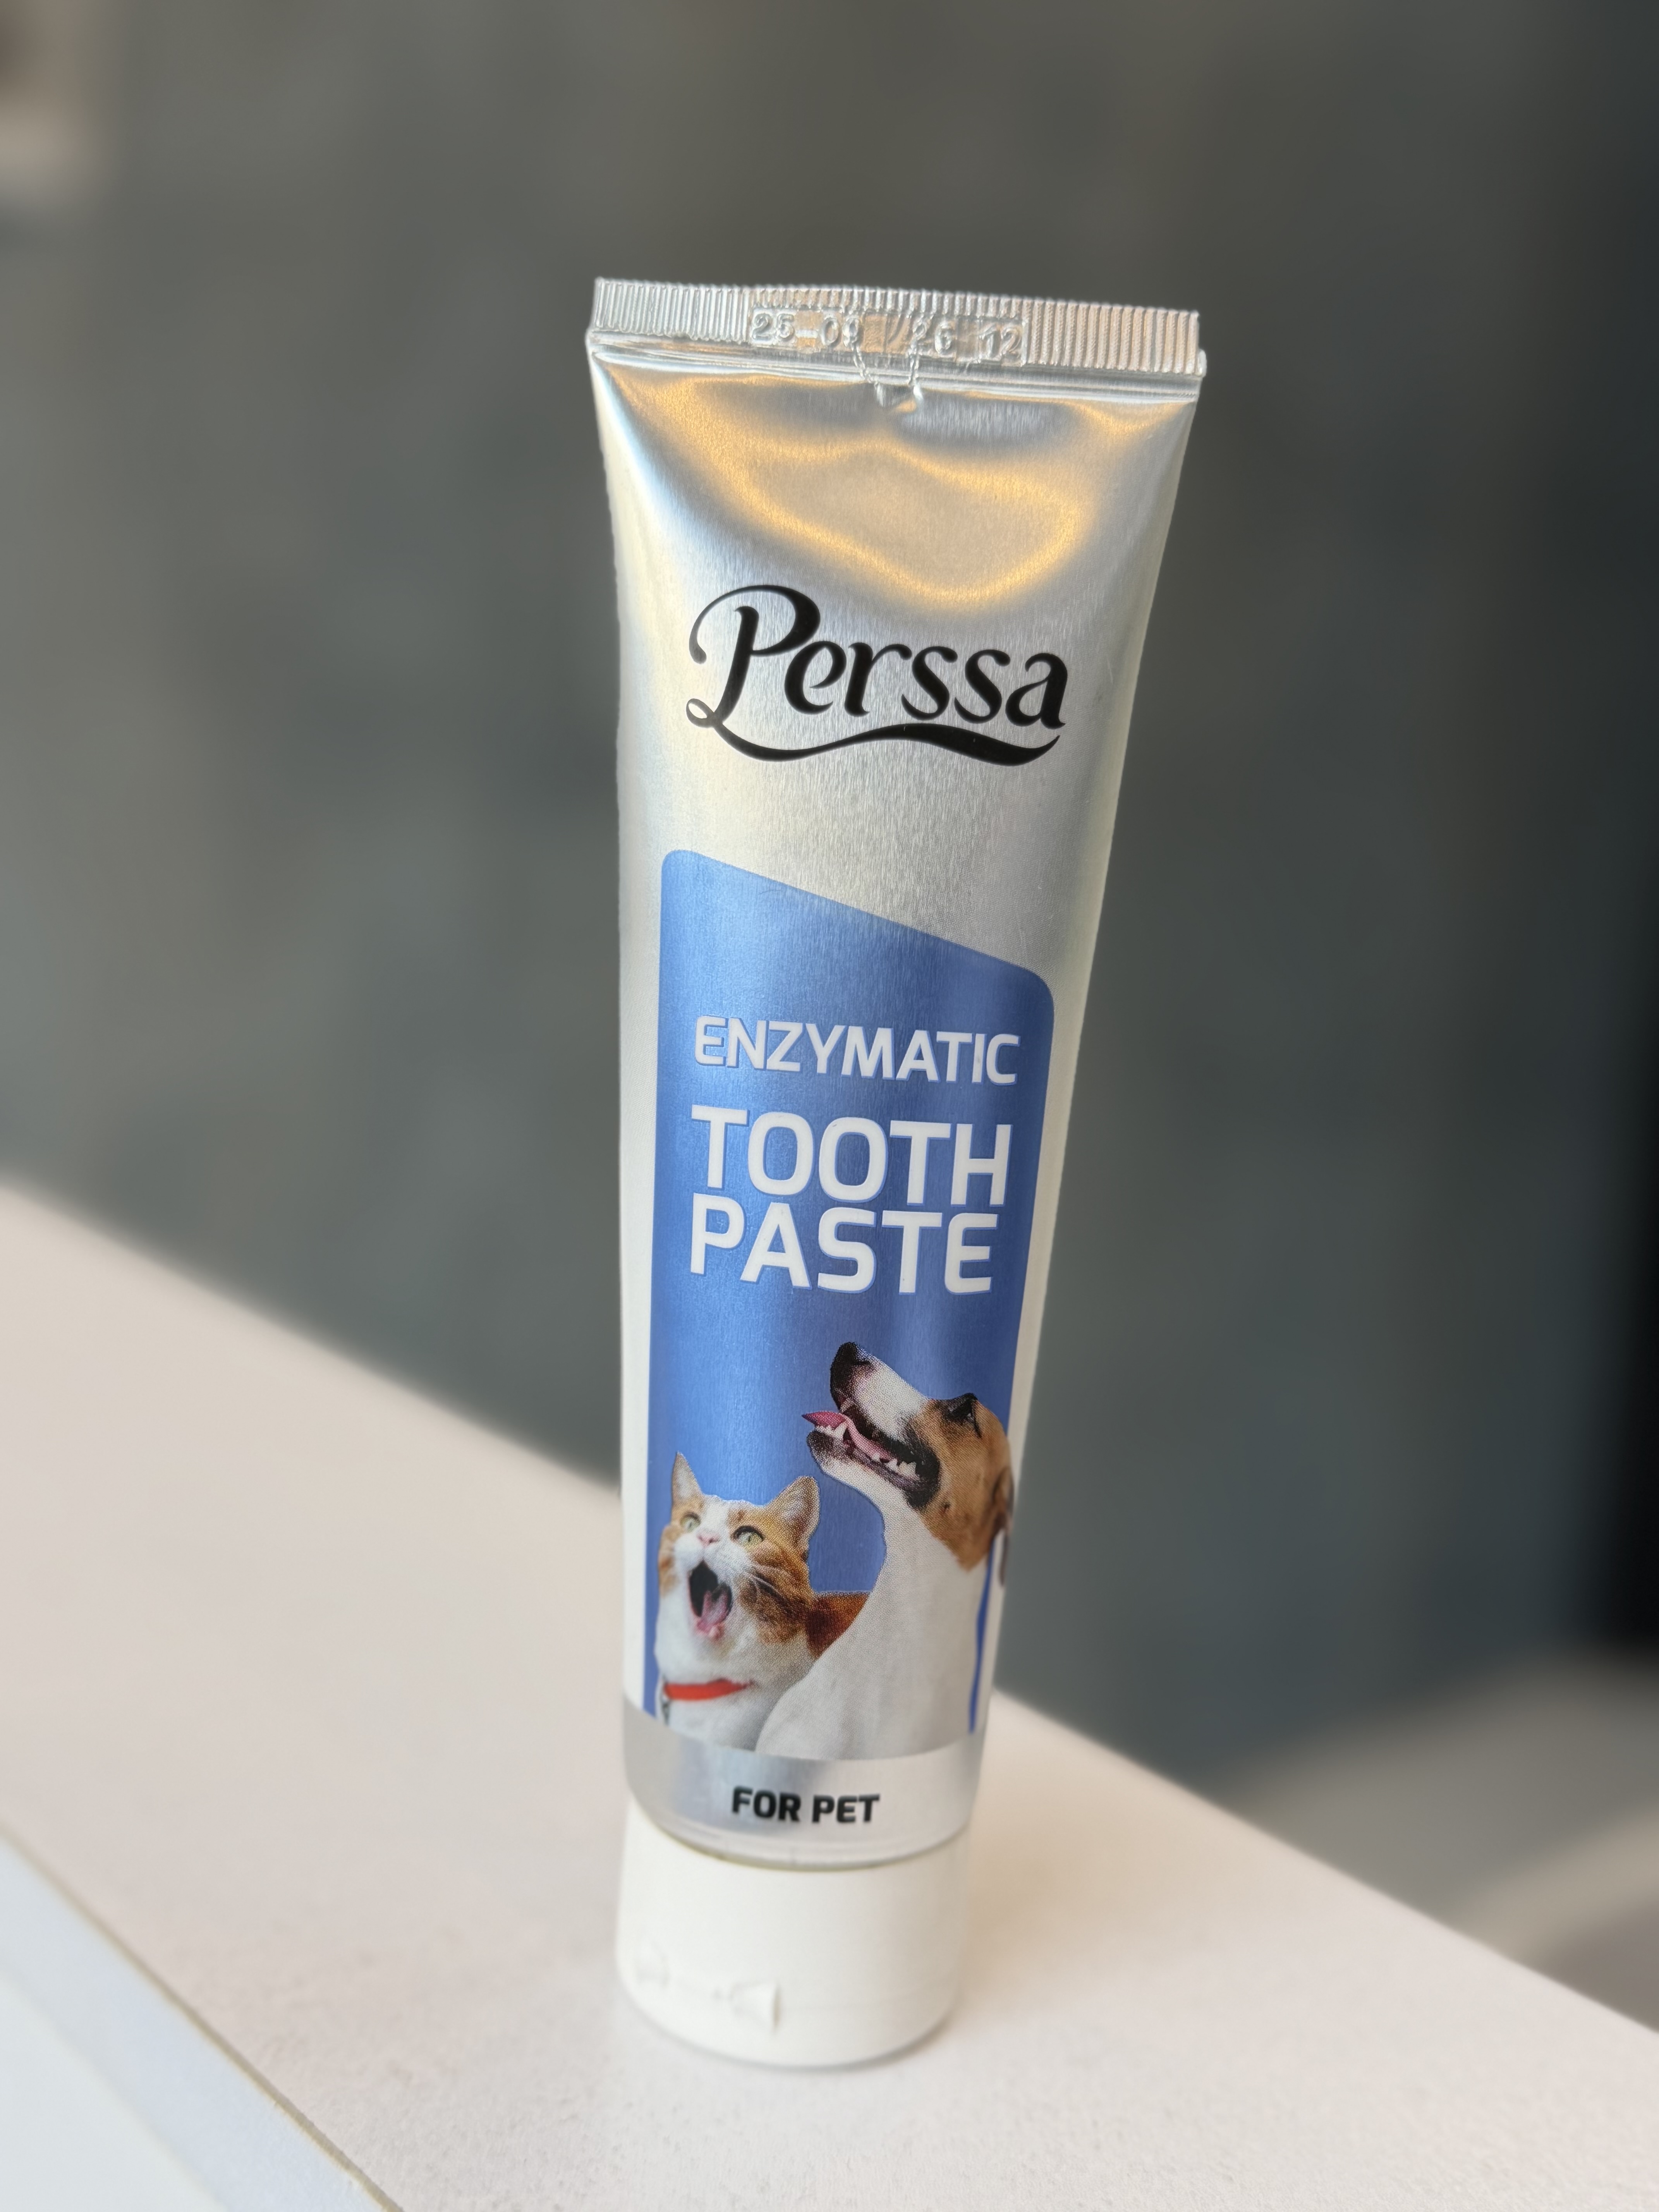 25 09 26 12
Perssa
ENZYMATIC
TOOTH
PASTE
FOR PET